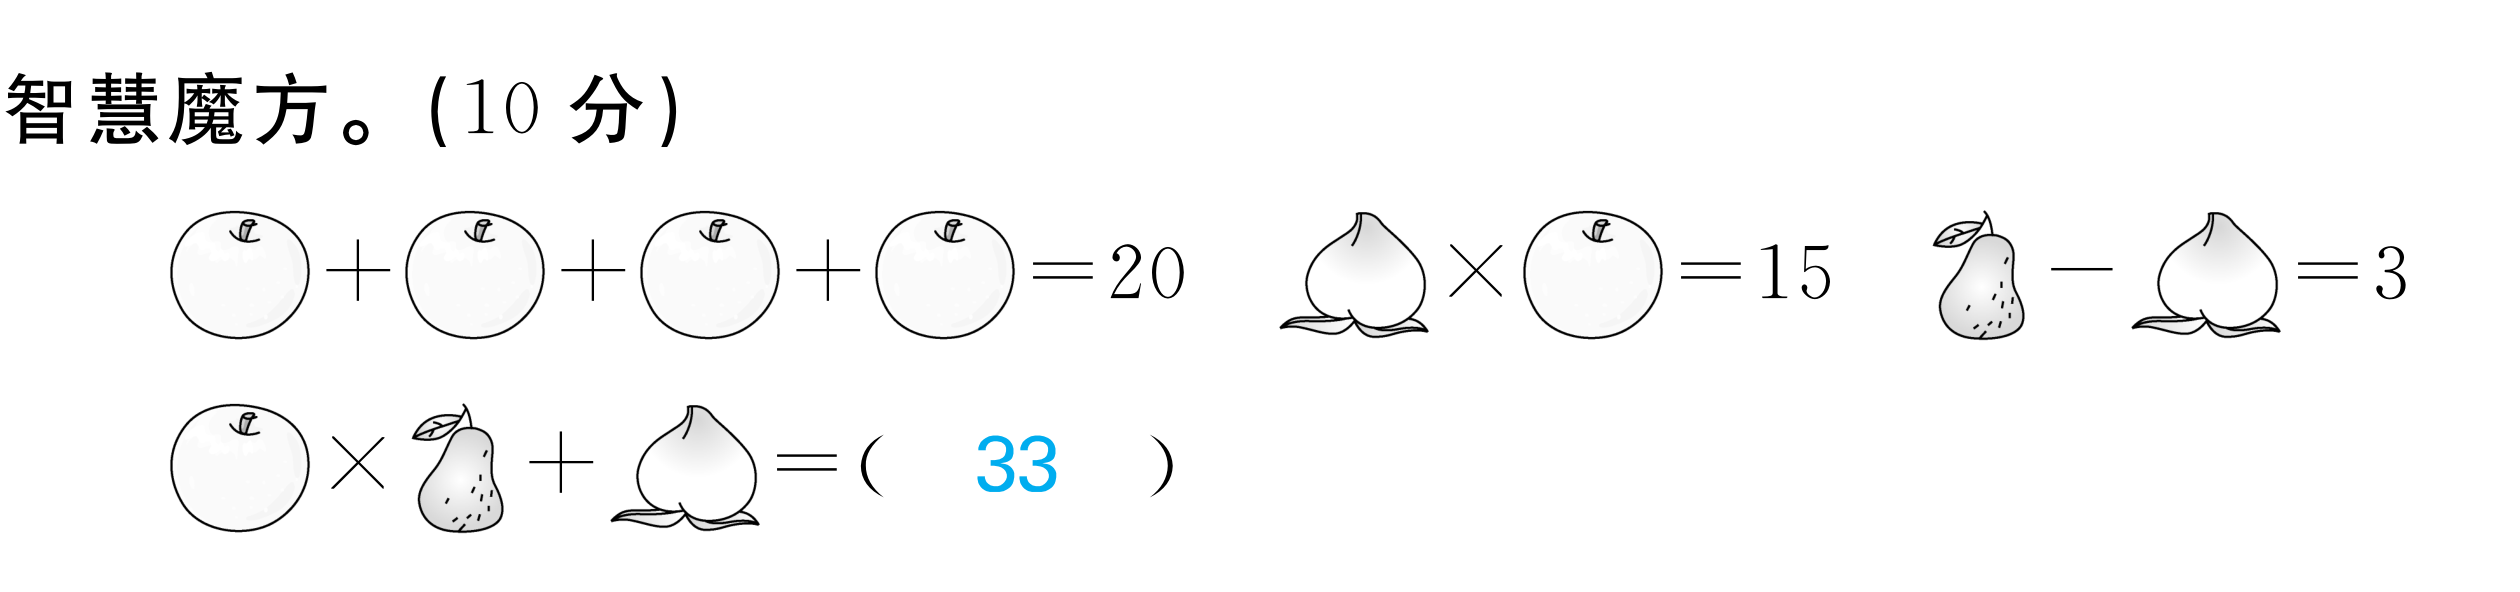 智慧魔方。(10 分)
+ + + =20 × =15 － =3
× + =( 33 )